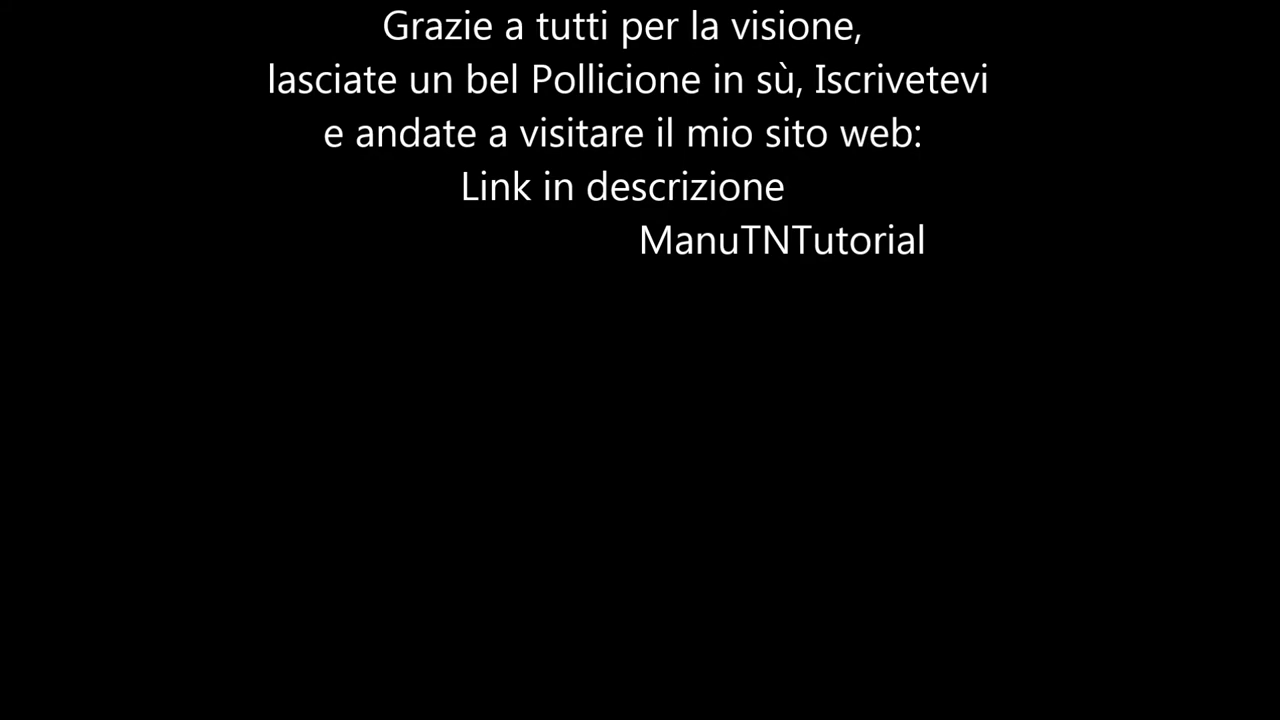 Grazie a tutti per la visione,
lasciate un bel Pollicione in sù, Iscrivetevi
e andate a visitare il mio sito web:
Link in descrizione
ManuTNTutorial